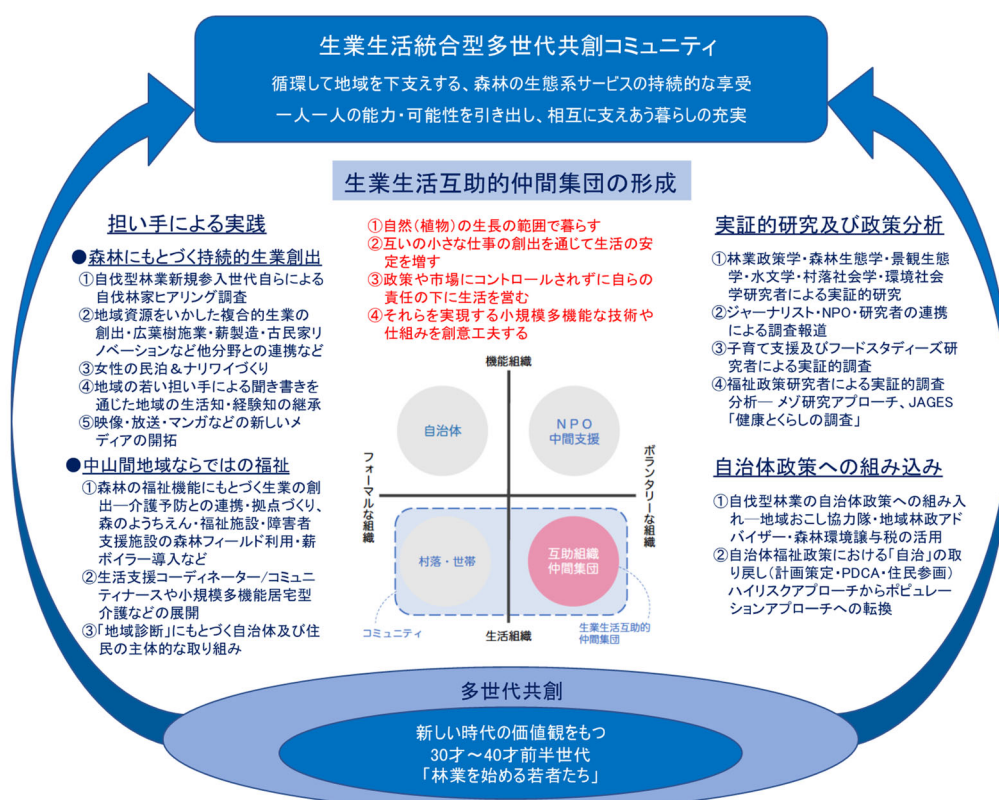 生業生活統合型多世代共創コミュニティ
循環して地域を下支えする、森林の生態系サービスの持続的な享受
一人一人の能力・可能性を引き出し、相互に支えあう暮らしの充実
生業生活互助的仲間集団の形成
担い手による実践
●森林にもとづく持続的生業創出
①自伐型林業新規参入世代自らによる
自伐林家ヒアリング調査
②地域資源をいかした複合的生業の
創出・広葉樹施業・薪製造・古民家リ
ノベーションなど他分野との連携など
③女性の民泊&ナリワイづくり
④地域の若い担い手による聞き書きを
通じた地域の生活知・経験知の継承
⑤映像・放送・マンガなどの新しいメ
ディアの開拓
●中山間地域ならではの福祉
①森林の福祉機能にもとづく生業の創
出―介護予防との連携・拠点づくり、
森のようちえん・福祉施設・障害者
支援施設の森林フィールド利用・薪
ボイラー導入など
②生活支援コーディネーター/コミュニ
ティナースや小規模多機能居宅型
介護などの展開
③「地域診断」にもとづく自治体及び住
民の主体的な取り組み
①自然(植物)の生長の範囲で暮らす
②互いの小さな仕事の創出を通じて生活の安
定を増す
③政策や市場にコントロールされずに自らの
責任の下に生活を営む
④それらを実現する小規模多機能な技術や
仕組みを創意工夫する
機能組織
自治体
NPO
中間支援
フォーマルな組織
ボランタリーな組織
村落・世帯
互助組織
仲間集団
コミュニティ
生活組織
生業生活互助的
仲間集団
実証的研究及び政策分析
①林業政策学・森林生態学・景観生態
学・水文学・村落社会学・環境社会
学研究者による実証的研究
②ジャーナリスト・NPO・研究者の連携
による調査報道
③子育て支援及びフードスタディーズ研
究者による実証的調査
④福祉政策研究者による実証的調査
分析― メゾ研究アプローチ、JAGES
「健康とくらしの調査」
自治体政策への組み込み
①自伐型林業の自治体政策への組み入
れ―地域おこし協力隊・地域林政アド
バイザー・森林環境譲与税の活用
②自治体福祉政策における「自治」の取
り戻し(計画策定・PDCA・住民参画)
ハイリスクアプローチからポピュレー
ションアプローチへの転換
多世代共創
新しい時代の価値観をもつ
30才～40才前半世代
「林業を始める若者たち」